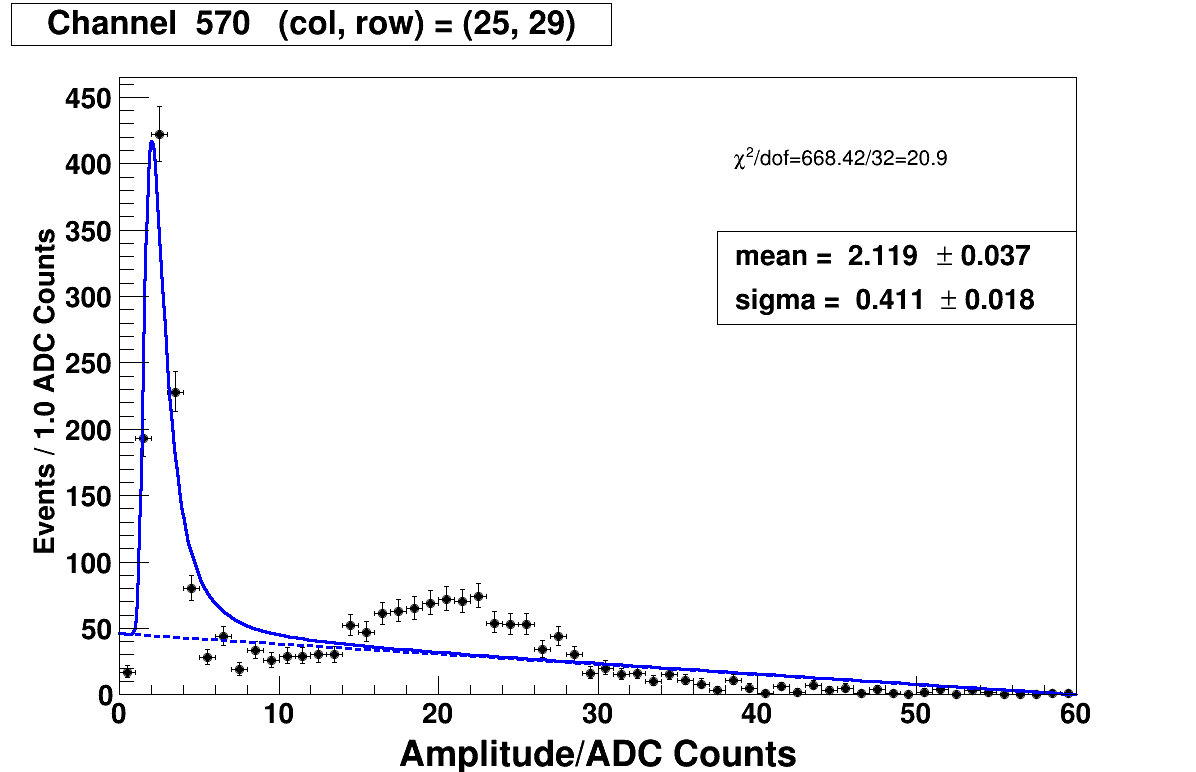 Channel 570 (col, row) = (25, 29)
450
400
350
300
250
200
150
100
50
0
Events / 1.0 ADC Counts
χ²/dof=668.42/32=20.9
mean = 2.119 ± 0.037
sigma = 0.411 ± 0.018
0 10 20 30 40 50 60
Amplitude/ADC Counts